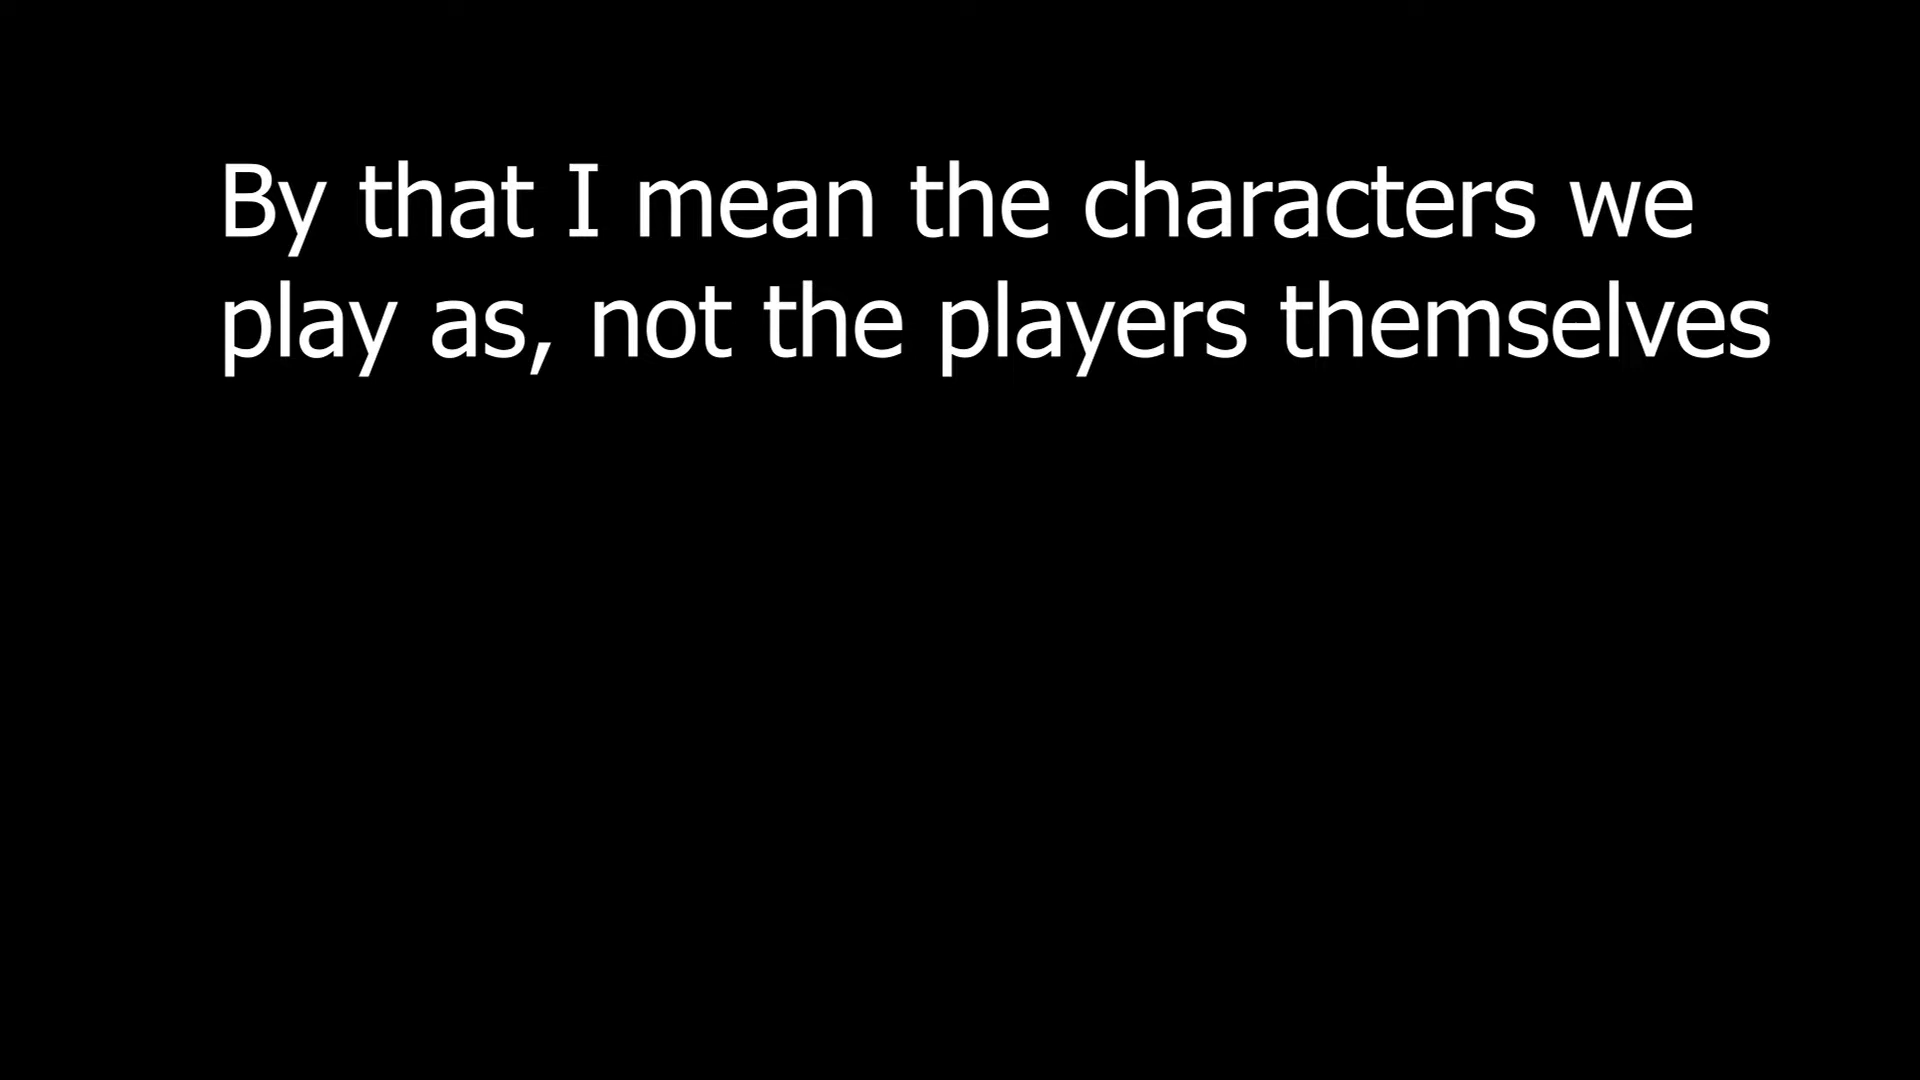 By that I mean the characters we
play as, not the players themselves